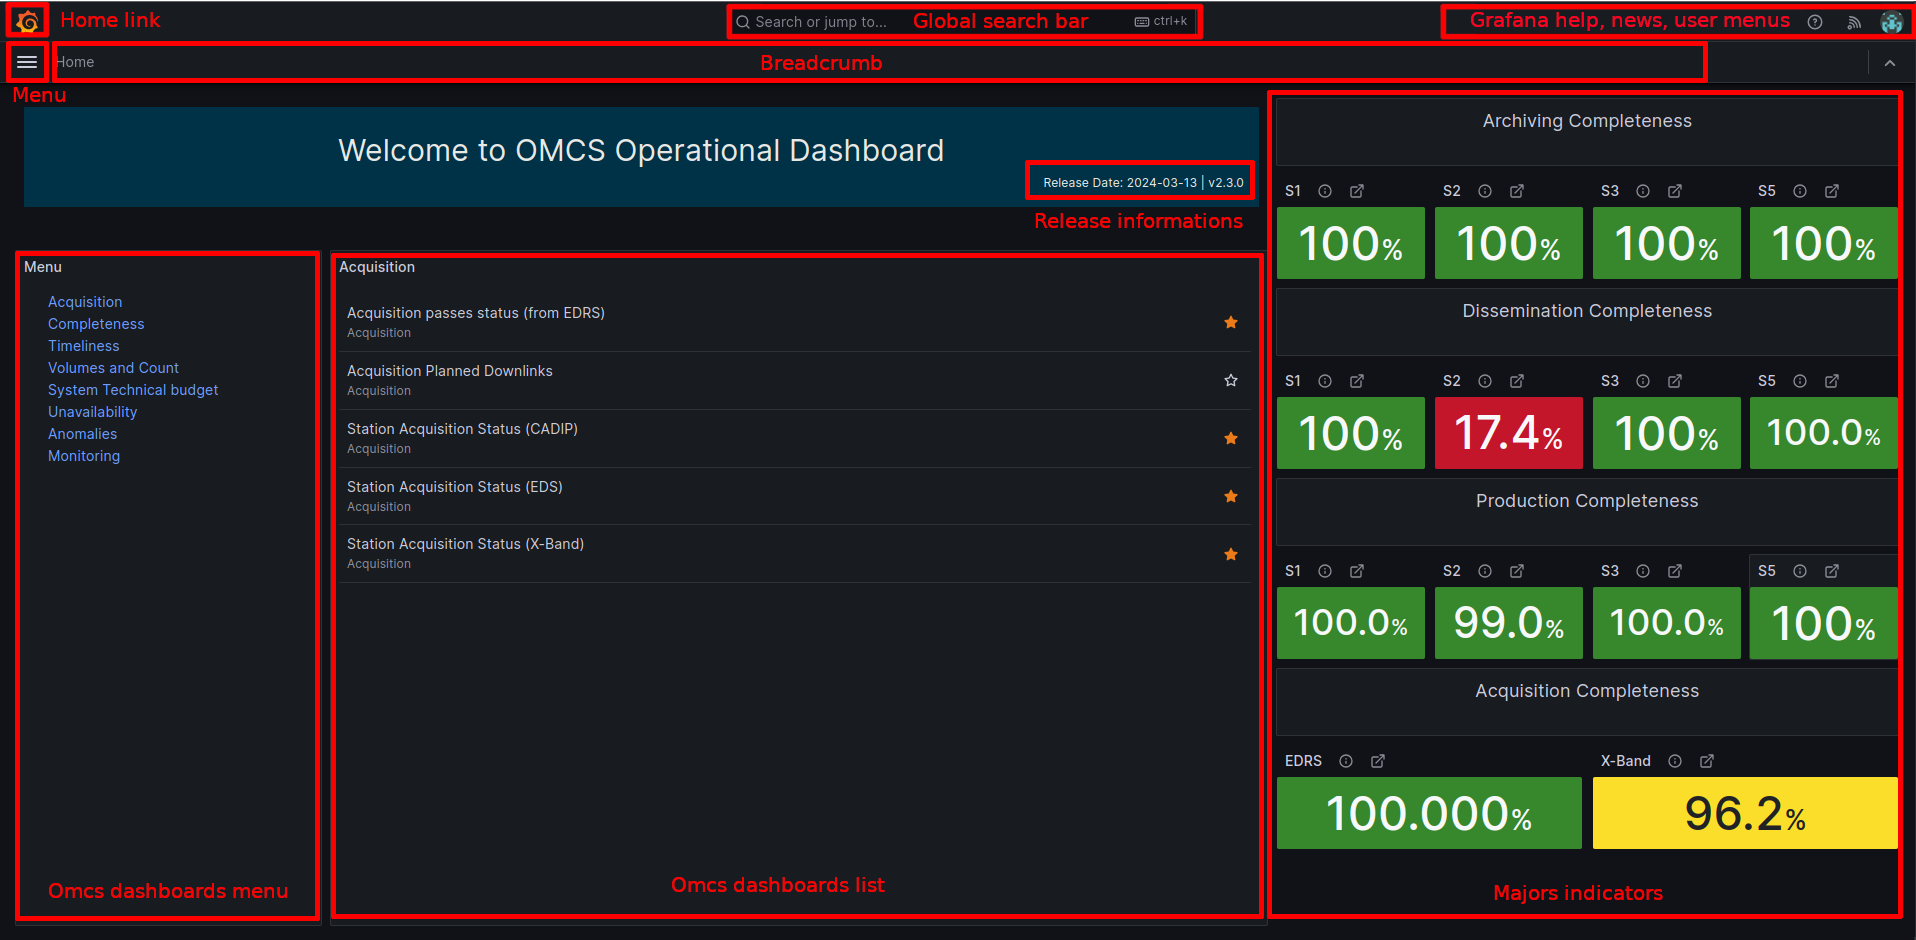 Home link
Search or jump to... Global search bar ctrl+k
Grafana help, news, user menus
Home Breadcrumb
Menu
Welcome to OMCS Operational Dashboard
Release Date: 2024-03-13 | v2.3.0
Release informations
Menu
Acquisition
Completeness
Timeliness
Volumes and Count
System Technical budget
Unavailability
Anomalies
Monitoring
Omcs dashboards menu
Acquisition
Acquisition passes status (from EDRS)
Acquisition
Acquisition Planned Downlinks
Acquisition
Station Acquisition Status (CADIP)
Acquisition
Station Acquisition Status (EDS)
Acquisition
Station Acquisition Status (X-Band)
Acquisition
Omcs dashboards list
Archiving Completeness
S1 S2 S3 S5
100% 100% 100% 100%
Dissemination Completeness
S1 S2 S3 S5
100% 17.4% 100% 100.0%
Production Completeness
S1 S2 S3 S5
100.0% 99.0% 100.0% 100%
Acquisition Completeness
EDRS X-Band
100.000% 96.2%
Majors indicators